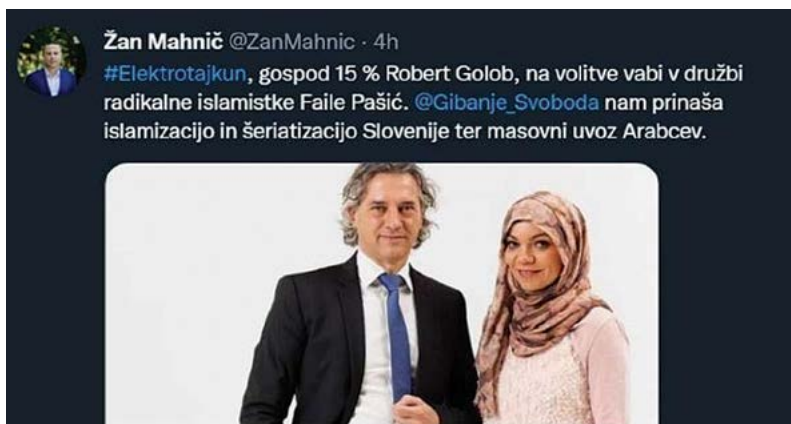 Žan Mahnič @ZanMahnic · 4h
#Elektrotajkun, gospod 15 % Robert Golob, na volitve vabi v družbi
radikalne islamistke Faile Pašić. @Gibanje_Svoboda nam prinaša
islamizacijo in šeriatizacijo Slovenije ter masovni uvoz Arabcev.